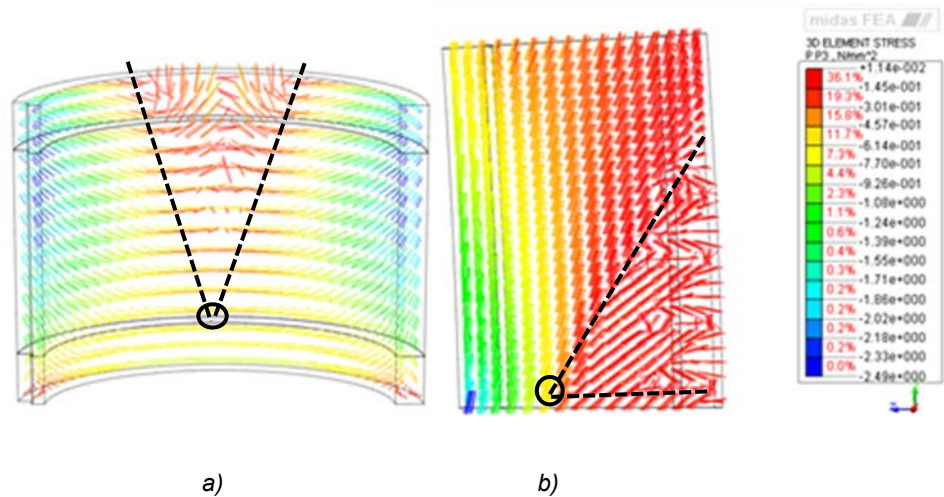 midas FEA
3D ELEMENT STRESS
P P3 , N/mm^2
+1.14e-002
36.1%
-1.45e-001
19.3%
-3.01e-001
15.8%
-4.57e-001
11.7%
-6.14e-001
7.3%
-7.70e-001
4.4%
-9.26e-001
2.3%
-1.08e+000
1.1%
-1.24e+000
0.6%
-1.39e+000
0.4%
-1.55e+000
0.3%
-1.71e+000
0.2%
-1.86e+000
0.2%
-2.02e+000
0.2%
-2.18e+000
0.2%
-2.33e+000
0.0%
-2.49e+000
a) b)